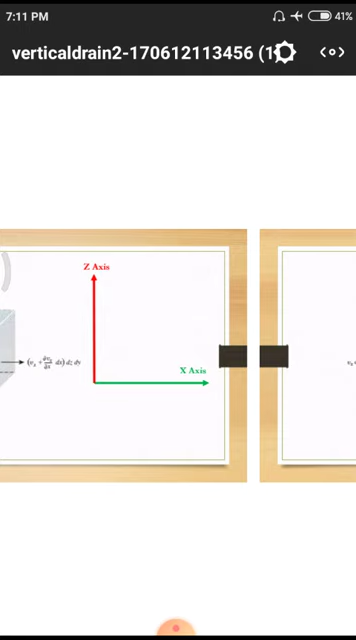 7:11 PM
41%
verticaldrain2-170612113456 (1
Z Axis
X Axis